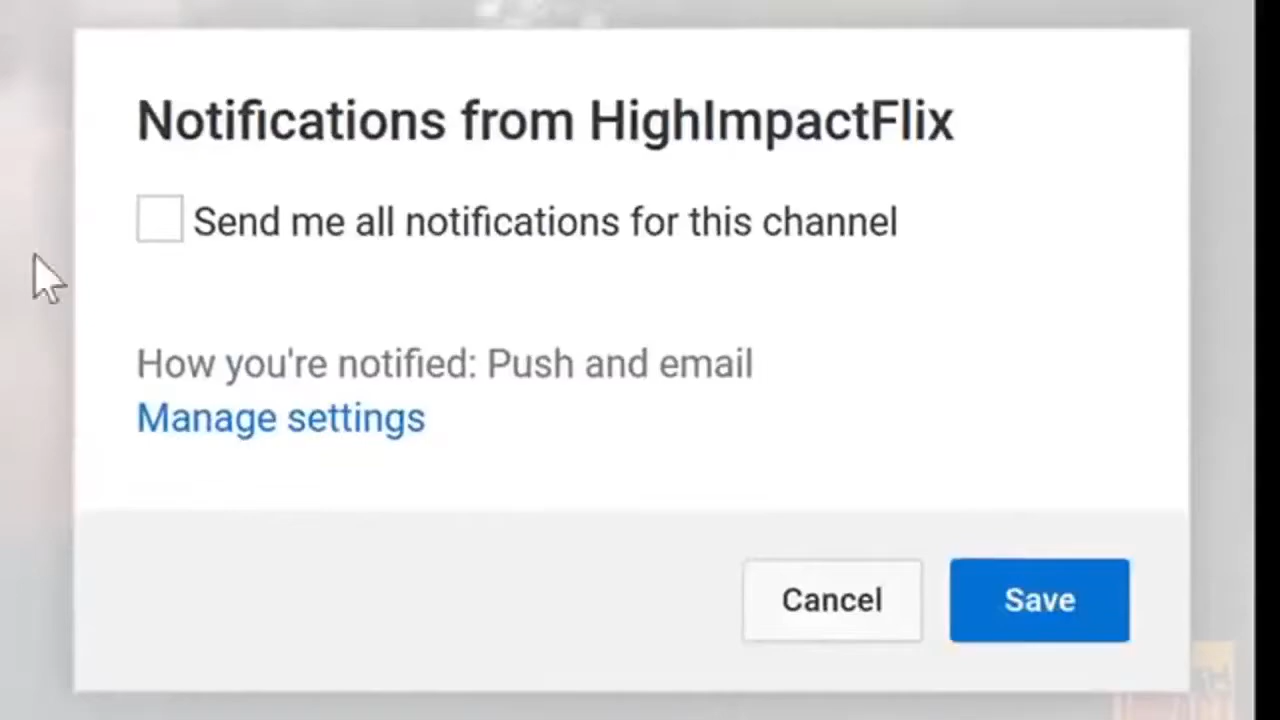 Notifications from HighImpactFlix
Send me all notifications for this channel
How you're notified: Push and email
Manage settings
Cancel Save